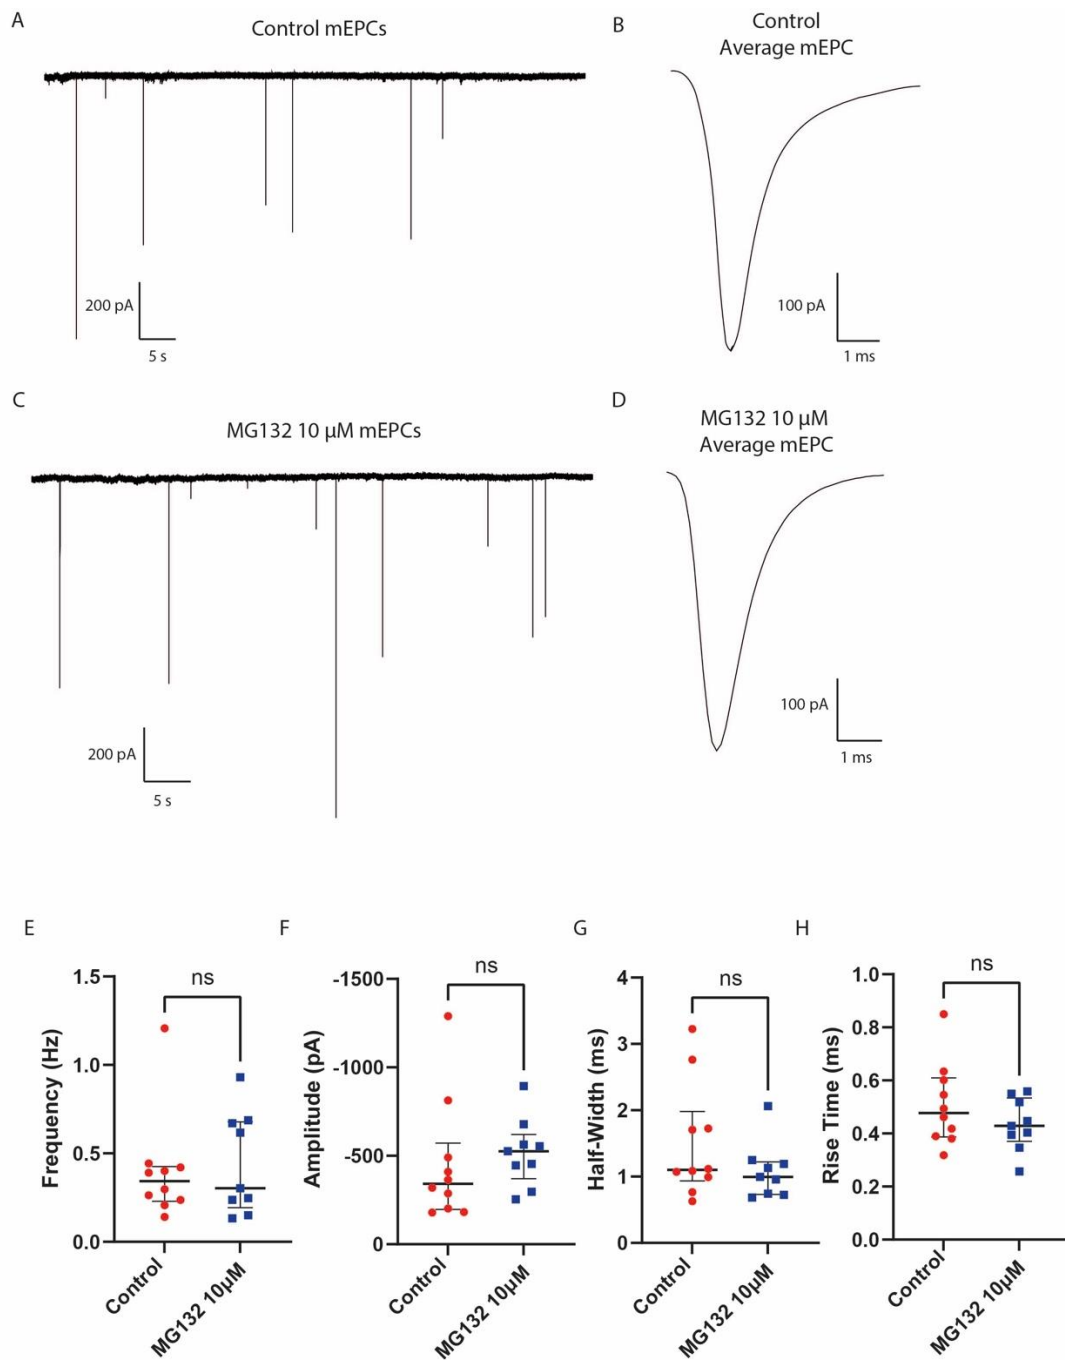 A
Control mEPCs
200 pA
5 s
B
Control
Average mEPC
100 pA
1 ms
C
MG132 10 µM mEPCs
200 pA
5 s
D
MG132 10 µM
Average mEPC
100 pA
1 ms
E
ns
Frequency (Hz)
1.5
1.0
0.5
0.0
Control
MG132 10µM
F
ns
Amplitude (pA)
-1500
-1000
-500
0
Control
MG132 10µM
G
ns
Half-Width (ms)
4
3
2
1
0
Control
MG132 10µM
H
ns
Rise Time (ms)
1.0
0.8
0.6
0.4
0.2
0.0
Control
MG132 10µM